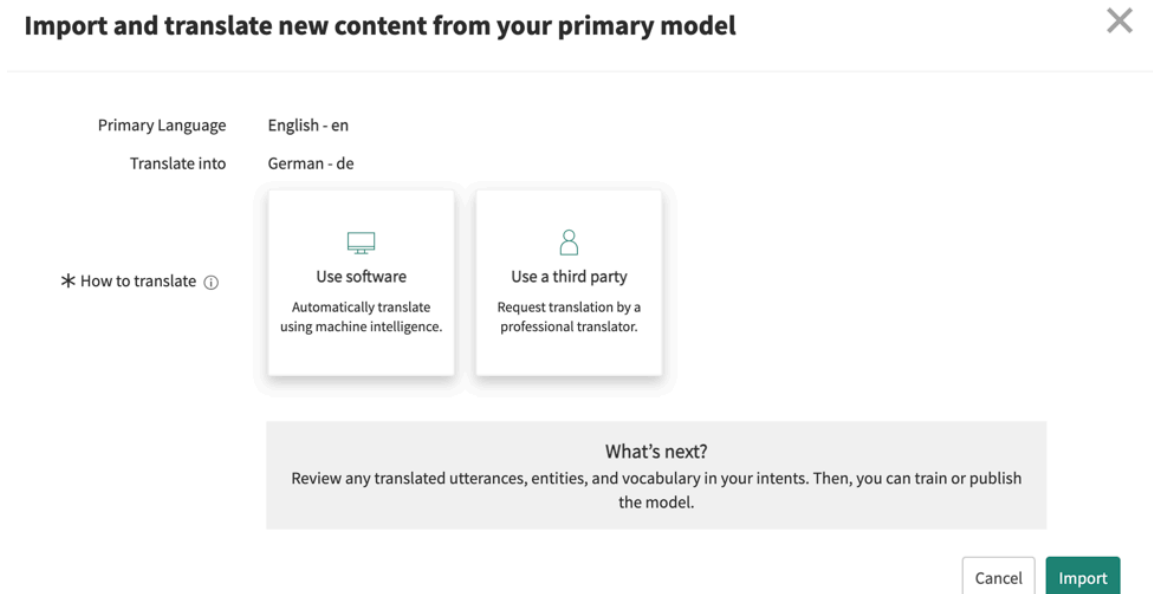 Import and translate new content from your primary model
Primary Language English - en
Translate into German - de
* How to translate
Use software
Automatically translate
using machine intelligence.
Use a third party
Request translation by a
professional translator.
What's next?
Review any translated utterances, entities, and vocabulary in your intents. Then, you can train or publish
the model.
Cancel Import